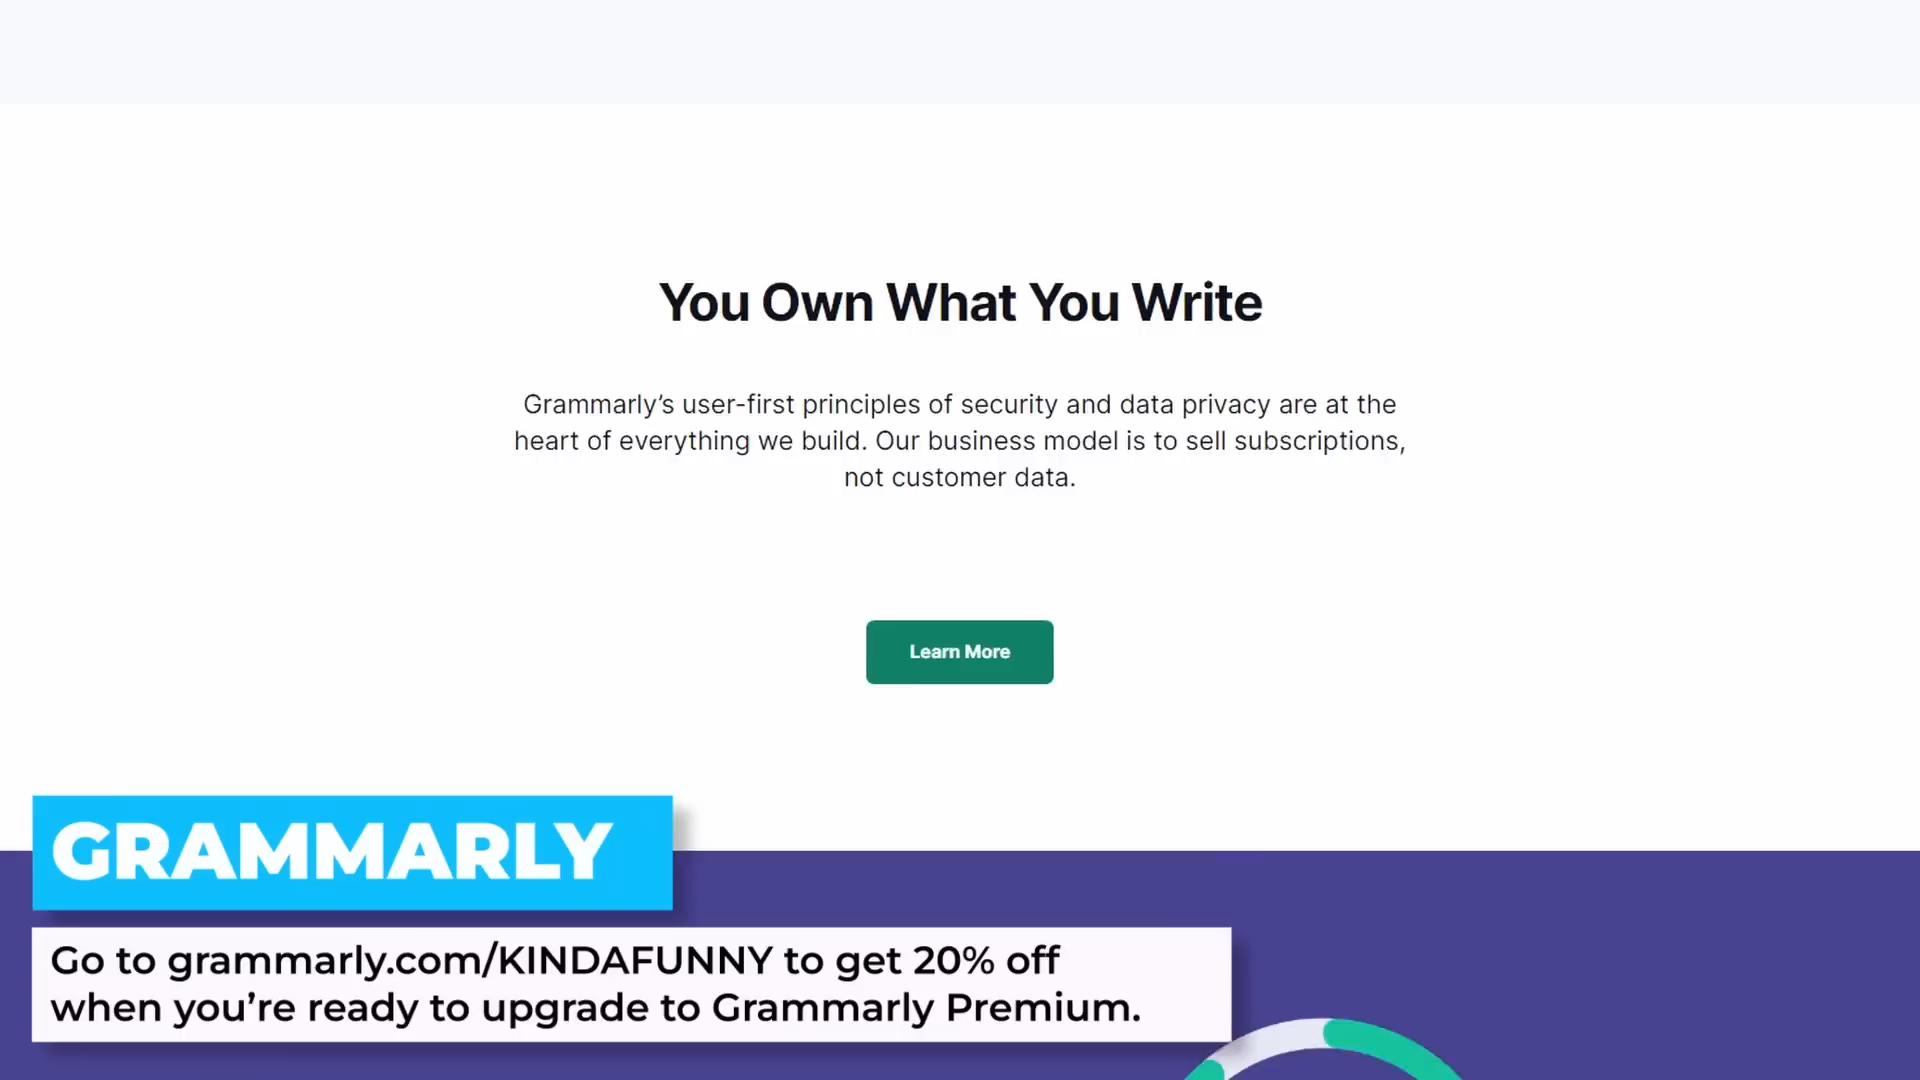 You Own What You Write
Grammarly’s user-first principles of security and data privacy are at the
heart of everything we build. Our business model is to sell subscriptions,
not customer data.
Learn More
GRAMMARLY
Go to grammarly.com/KINDAFUNNY to get 20% off
when you’re ready to upgrade to Grammarly Premium.